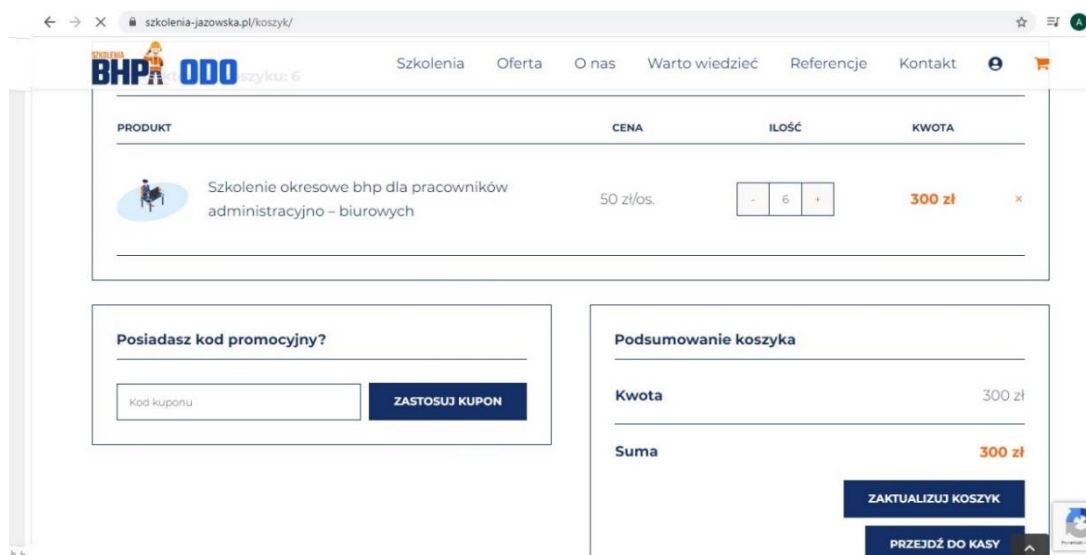 szkolenia-jazowska.pl/koszyk/
A
SZKOLENIA
BHP ODO
Szkolenia Oferta O nas Warto wiedzieć Referencje Kontakt
szyku: 6
PRODUKT CENA ILOŚĆ KWOTA
Szkolenie okresowe bhp dla pracowników
administracyjno – biurowych
50 zł/os. - 6 + 300 zł ×
Posiadasz kod promocyjny?
Kod kuponu ZASTOSUJ KUPON
Podsumowanie koszyka
Kwota 300 zł
Suma 300 zł
ZAKTUALIZUJ KOSZYK
PRZEJDŹ DO KASY